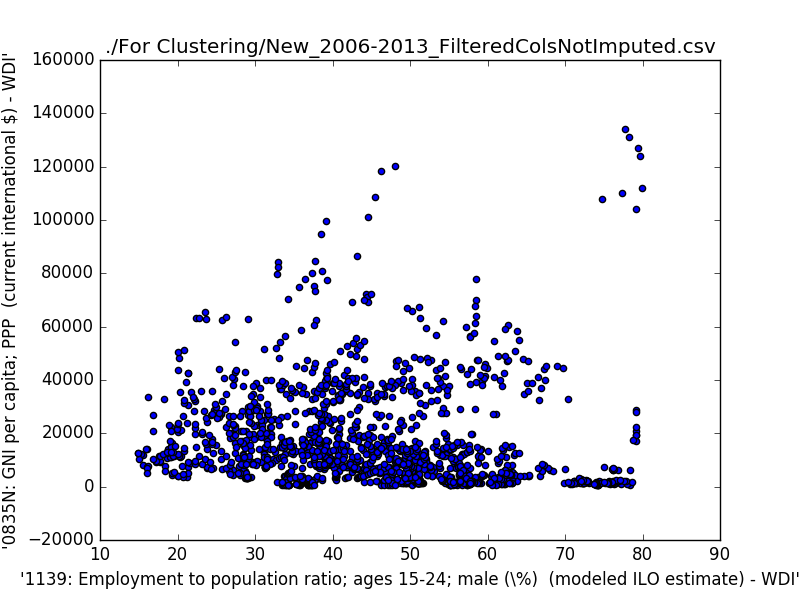 ./For Clustering/New_2006-2013_FilteredColsNotImputed.csv
'0835N: GNI per capita; PPP  (current international $) - WDI'
160000
140000
120000
100000
80000
60000
40000
20000
0
−20000
10 20 30 40 50 60 70 80 90
'1139: Employment to population ratio; ages 15-24; male (\%)  (modeled ILO estimate) - WDI'